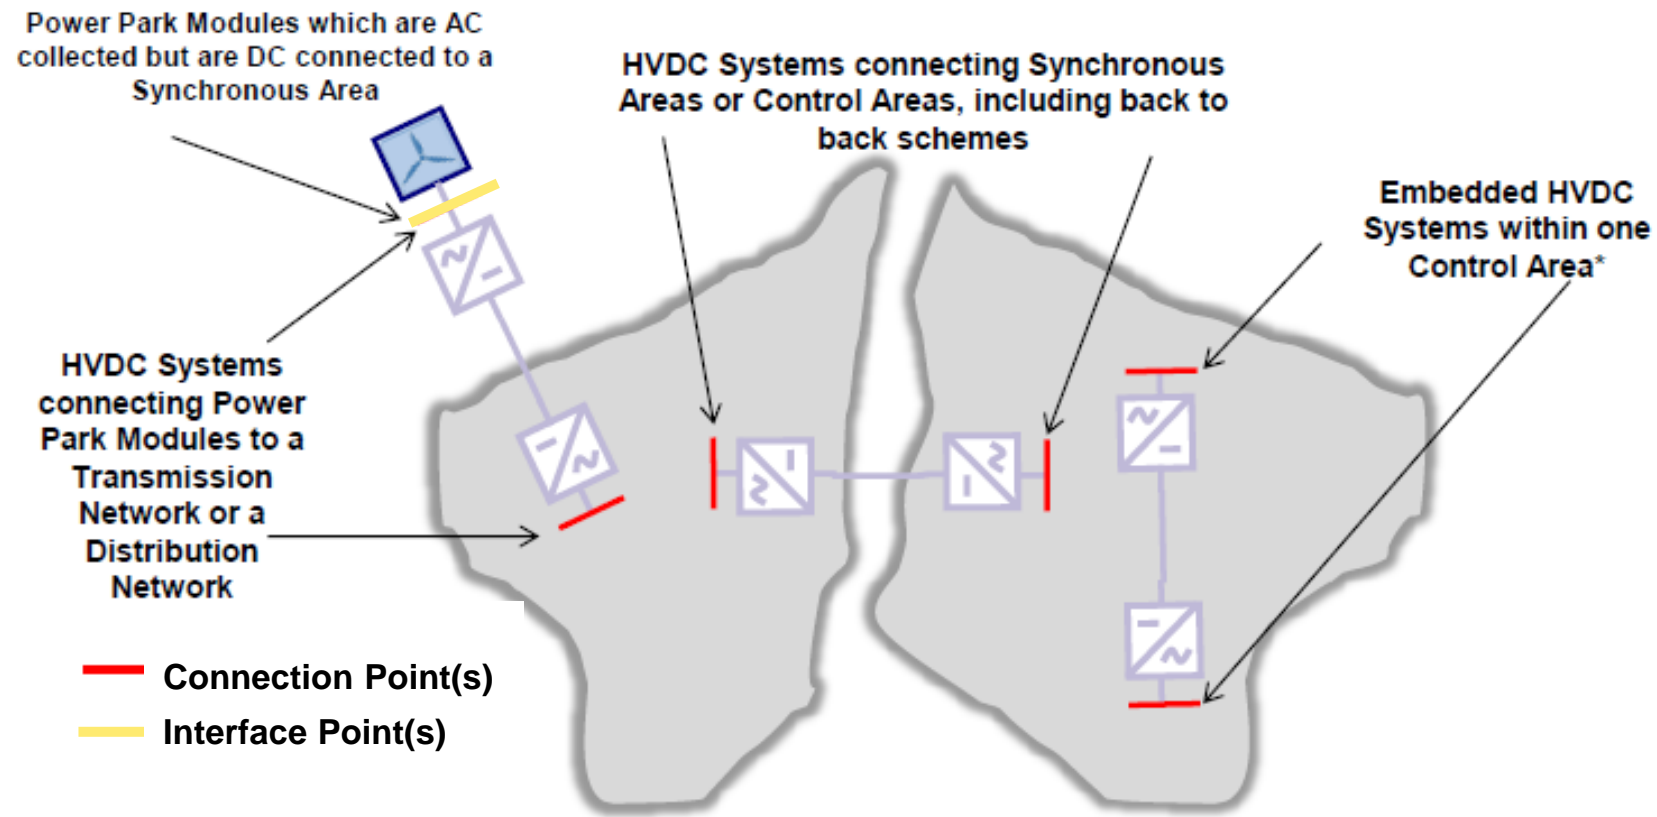 Power Park Modules which are AC
collected but are DC connected to a
Synchronous Area
HVDC Systems connecting Synchronous
Areas or Control Areas, including back to
back schemes
Embedded HVDC
Systems within one
Control Area*
HVDC Systems
connecting Power
Park Modules to a
Transmission
Network or a
Distribution
Network
Connection Point(s)
Interface Point(s)